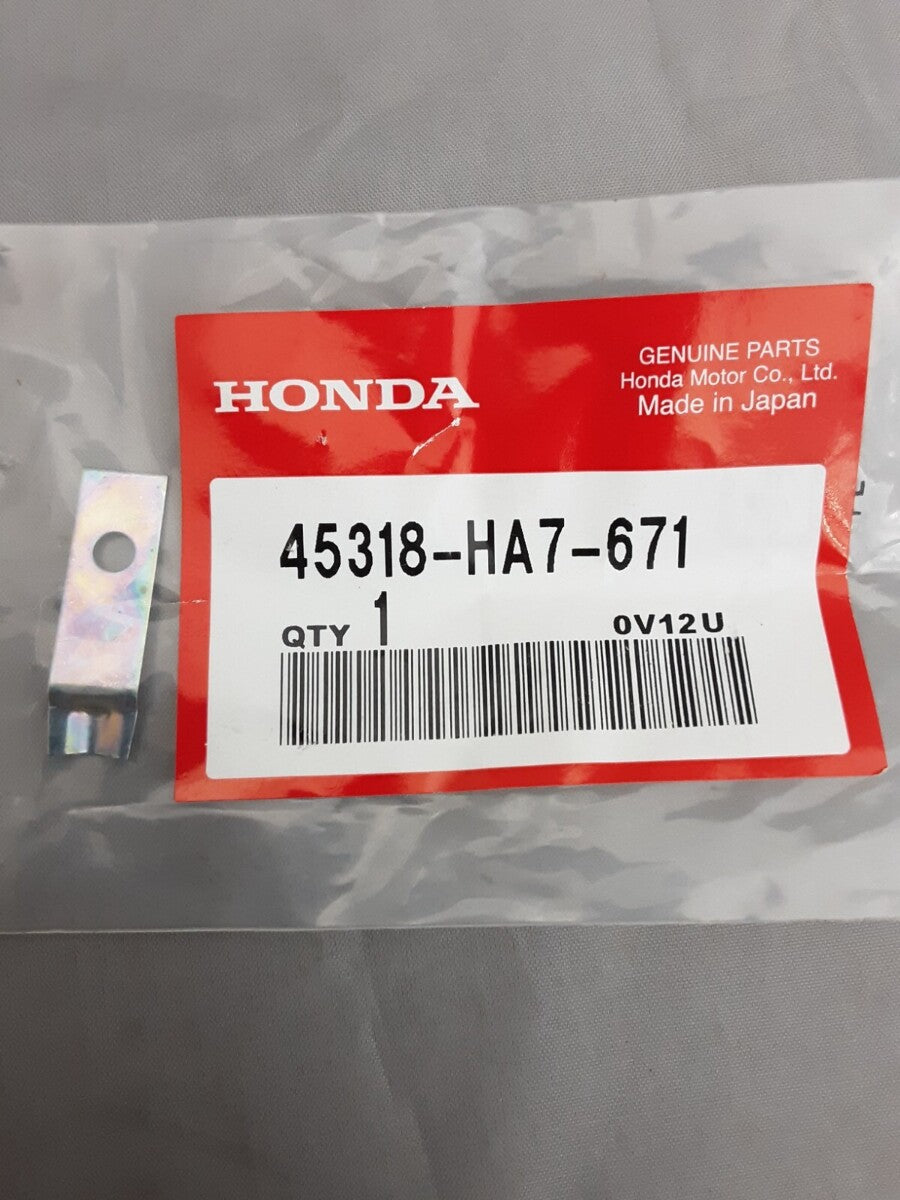 GENUINE PARTS
Honda Motor Co., Ltd.
Made in Japan
HONDA
45318-HA7-671
QTY 1 0V12U